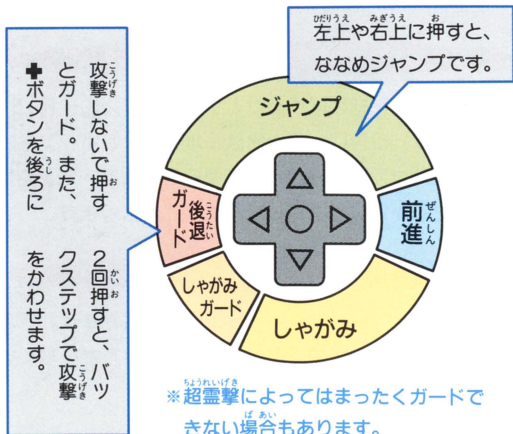 左上や右上に押すと、
ななめジャンプです。
攻撃しないで押す
とガード。また、
✚ボタンを後ろに
2回押すと、バッ
クステップで攻撃
をかわせます。
ジャンプ
後退
ガード
前進
しゃがみ
ガード
しゃがみ
※超霊撃によってはまったくガードで
きない場合もあります。